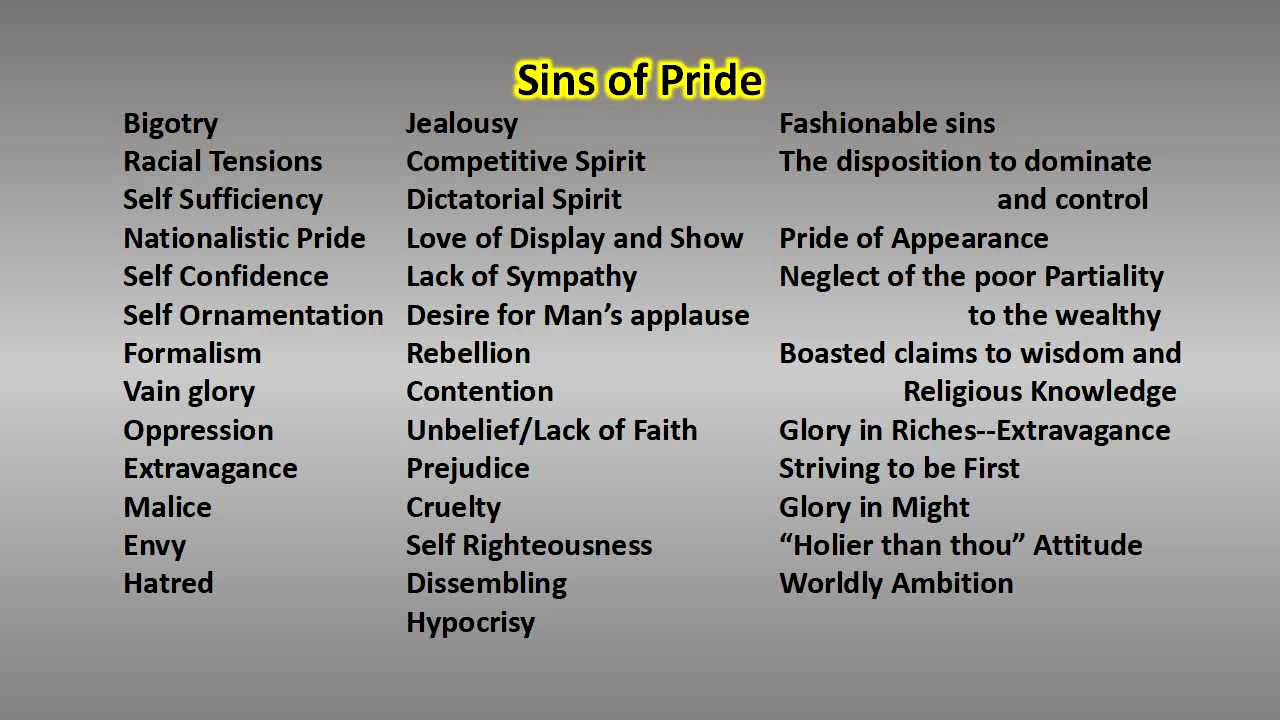 Sins of Pride
Bigotry
Racial Tensions
Self Sufficiency
Nationalistic Pride
Self Confidence
Self Ornamentation
Formalism
Vain glory
Oppression
Extravagance
Malice
Envy
Hatred
Jealousy
Competitive Spirit
Dictatorial Spirit
Love of Display and Show
Lack of Sympathy
Desire for Man’s applause
Rebellion
Contention
Unbelief/Lack of Faith
Prejudice
Cruelty
Self Righteousness
Dissembling
Hypocrisy
Fashionable sins
The disposition to dominate
and control
Pride of Appearance
Neglect of the poor Partiality
to the wealthy
Boasted claims to wisdom and
Religious Knowledge
Glory in Riches--Extravagance
Striving to be First
Glory in Might
“Holier than thou” Attitude
Worldly Ambition